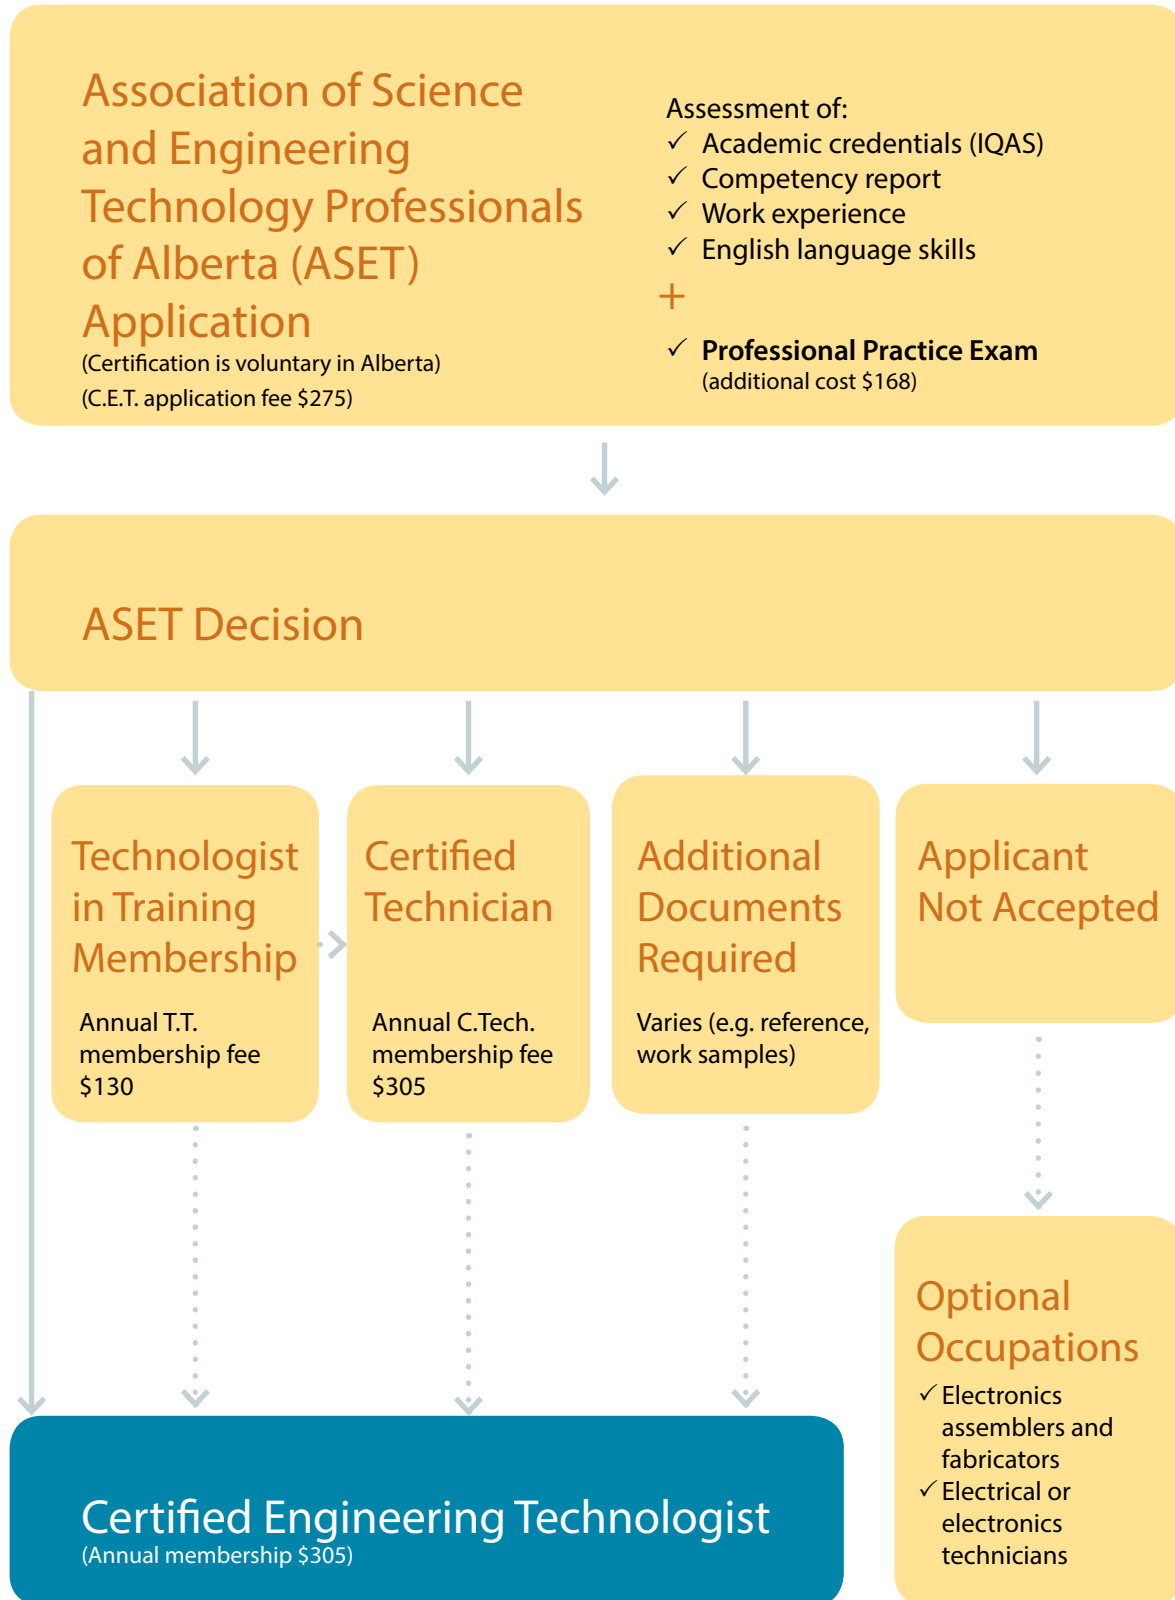 Association of Science
and Engineering
Technology Professionals
of Alberta (ASET)
Application
(Certification is voluntary in Alberta)
(C.E.T. application fee $275)
Assessment of:
✓ Academic credentials (IQAS)
✓ Competency report
✓ Work experience
✓ English language skills
+
✓ Professional Practice Exam
(additional cost $168)
ASET Decision
Technologist
in Training
Membership
Annual T.T.
membership fee
$130
Certified
Technician
Annual C.Tech.
membership fee
$305
Additional
Documents
Required
Varies (e.g. reference,
work samples)
Applicant
Not Accepted
Optional
Occupations
✓ Electronics
assemblers and
fabricators
✓ Electrical or
electronics
technicians
Certified Engineering Technologist
(Annual membership $305)